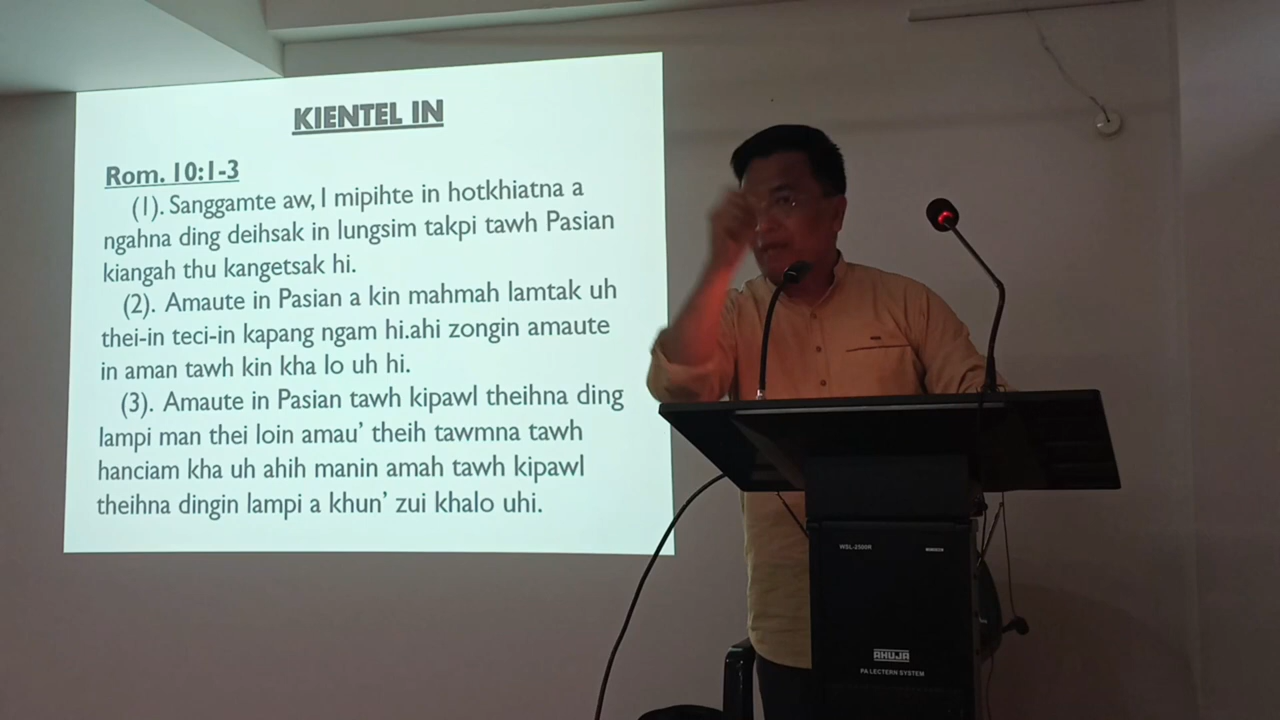 KIENTEL IN
Rom. 10:1-3
(1). Sanggamte aw, I mipihte in hotkhiatna a
ngahna ding deihsak in lungsim takpi tawh Pasian
kiangah thu kangetsak hi.
(2). Amaute in Pasian a kin mahmah lamtak uh
thei-in teci-in kapang ngam hi.ahi zongin amaute
in aman tawh kin kha lo uh hi.
(3). Amaute in Pasian tawh kipawl theihna ding
lampi man thei loin amau’ theih tawmna tawh
hanciam kha uh ahih manin amah tawh kipawl
theihna dingin lampi a khun’ zui khalo uhi.
WSL-2500R
AHUJA
PA LECTERN SYSTEM